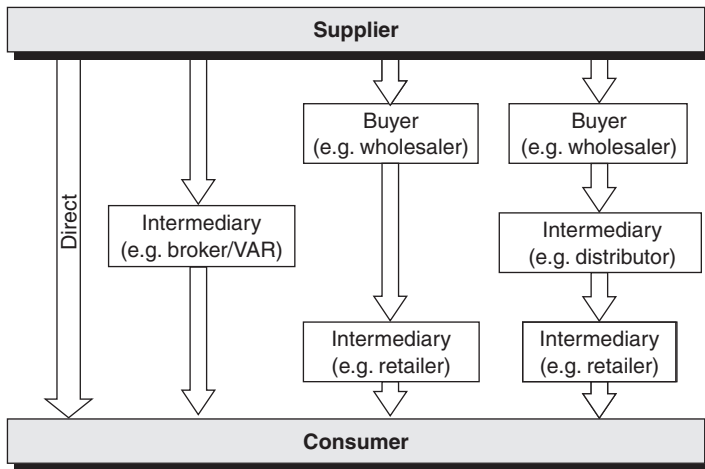 Supplier
Direct
Intermediary
(e.g. broker/VAR)
Buyer
(e.g. wholesaler)
Intermediary
(e.g. retailer)
Buyer
(e.g. wholesaler)
Intermediary
(e.g. distributor)
Intermediary
(e.g. retailer)
Consumer